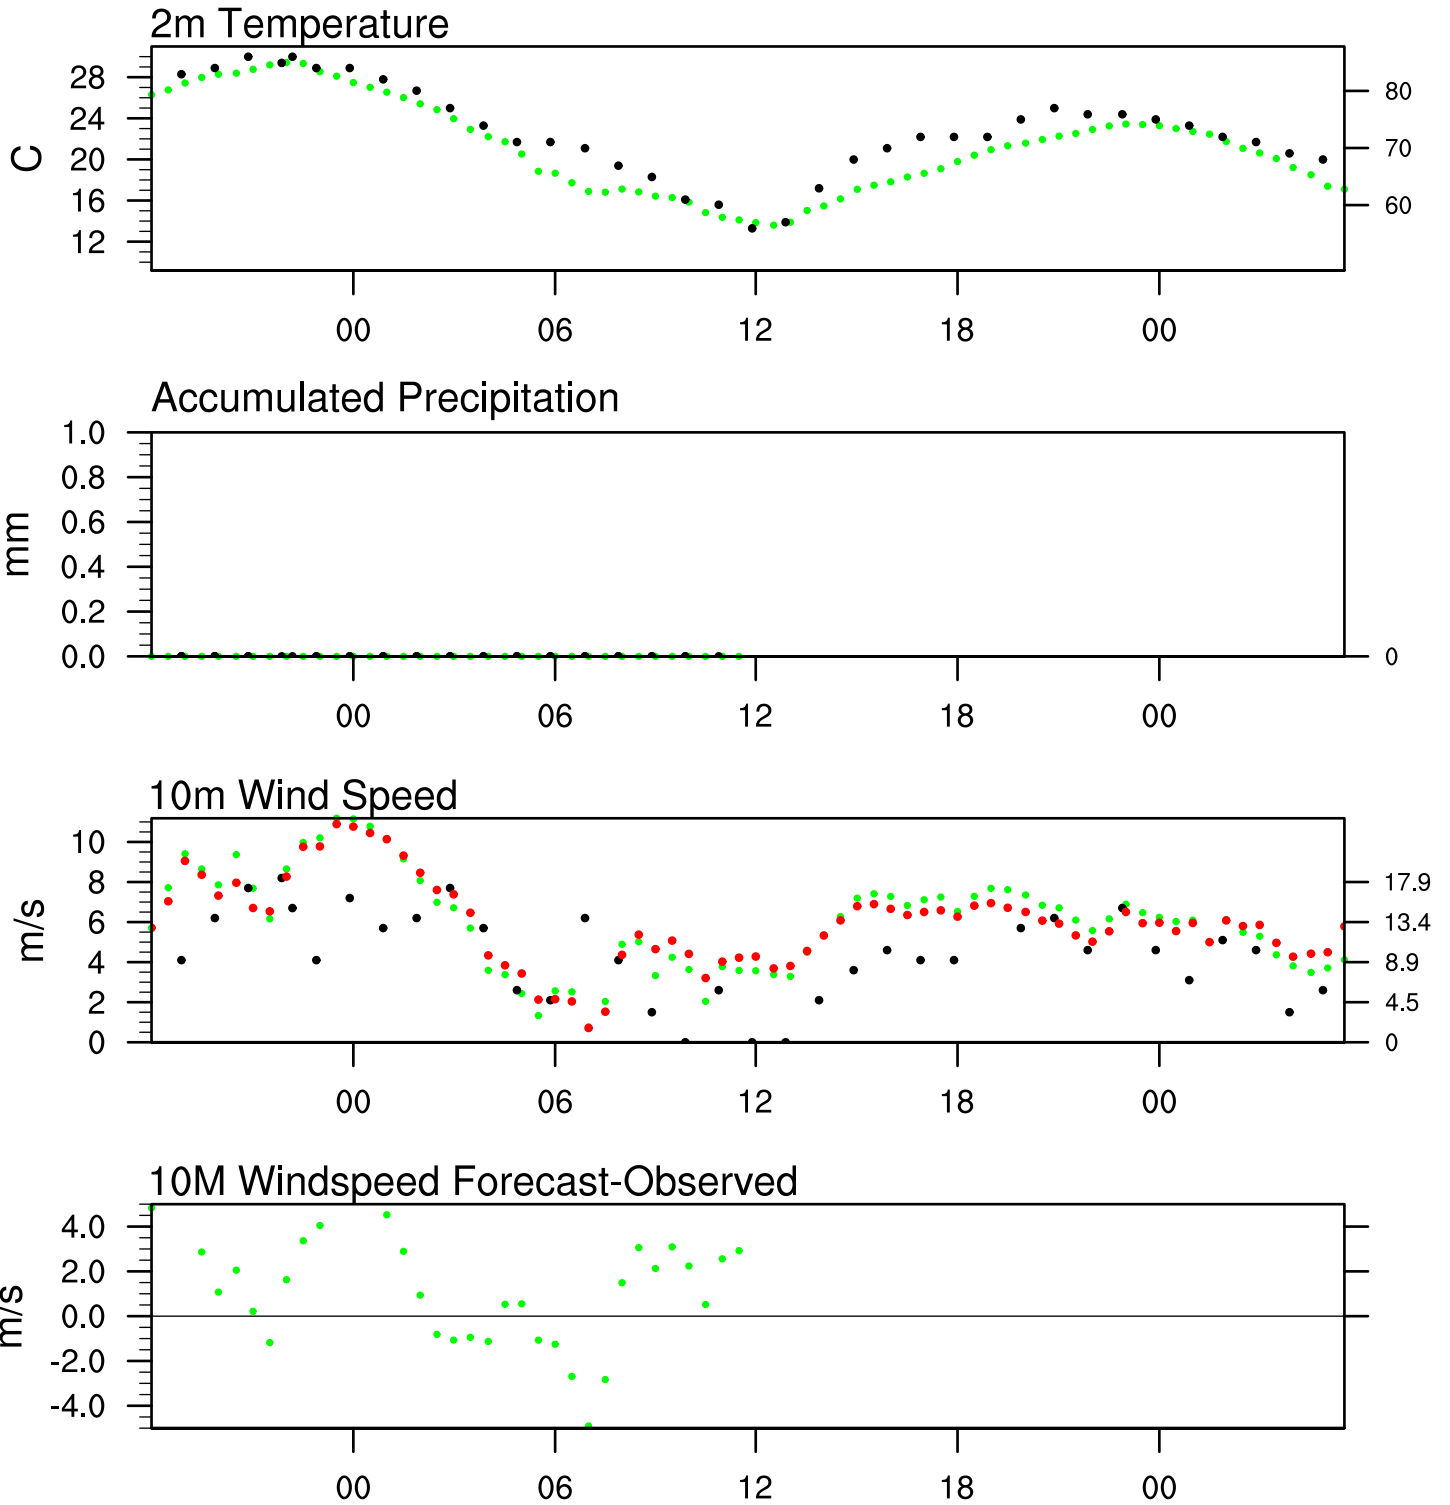 2m Temperature
28
24
20
16
12
C
80
70
60
00 06 12 18 00
Accumulated Precipitation
1.0
0.8
0.6
0.4
0.2
0.0
mm
0
00 06 12 18 00
10m Wind Speed
10
8
6
4
2
0
m/s
17.9
13.4
8.9
4.5
0
00 06 12 18 00
10M Windspeed Forecast-Observed
4.0
2.0
0.0
-2.0
-4.0
m/s
00 06 12 18 00